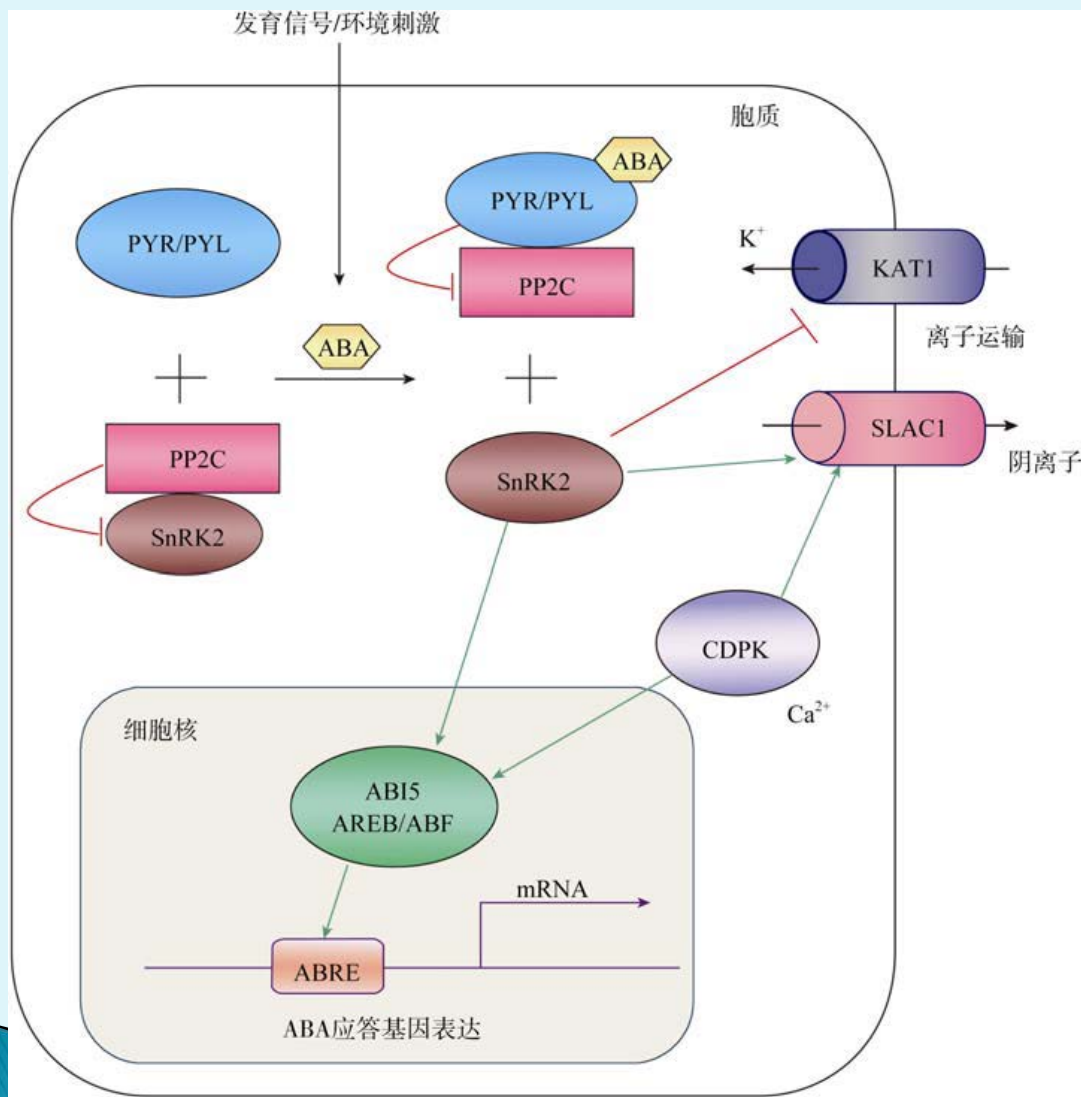 发育信号/环境刺激
胞质
ABA
PYR/PYL
PYR/PYL
K⁺
KAT1
PP2C
离子运输
ABA
SLAC1
阴离子
PP2C
SnRK2
SnRK2
CDPK
Ca²⁺
细胞核
ABI5
AREB/ABF
mRNA
ABRE
ABA应答基因表达